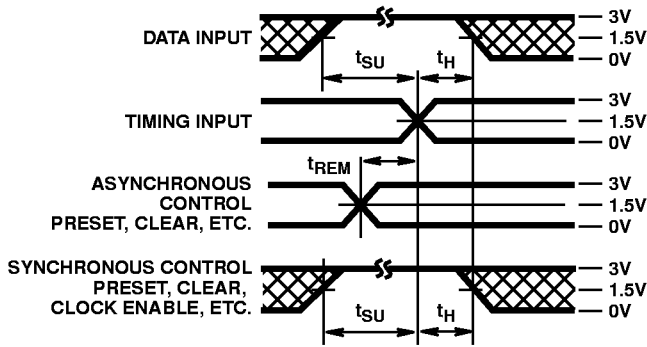 DATA INPUT
tSU
tH
3V
1.5V
0V
TIMING INPUT
3V
1.5V
0V
tREM
ASYNCHRONOUS
CONTROL
PRESET, CLEAR, ETC.
3V
1.5V
0V
SYNCHRONOUS CONTROL
PRESET, CLEAR,
CLOCK ENABLE, ETC.
3V
1.5V
0V
tSU
tH